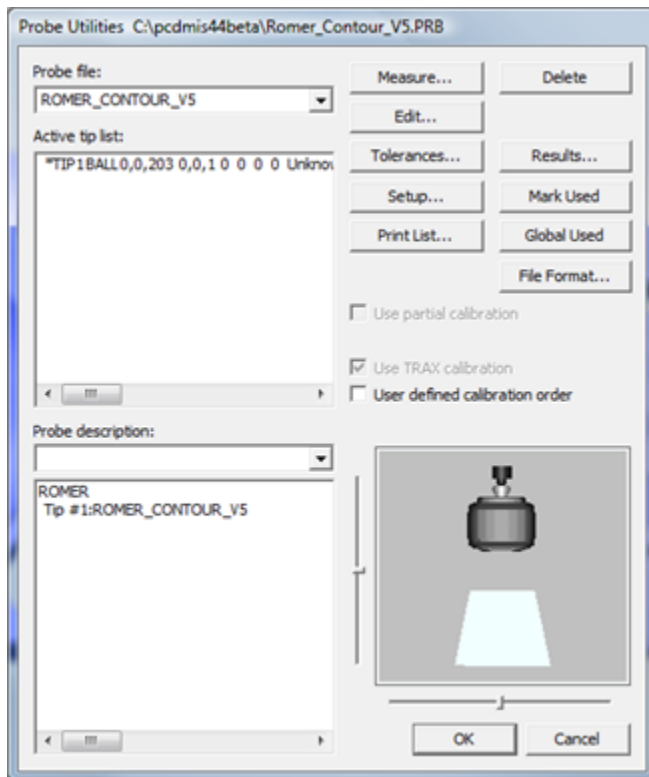 Probe Utilities C:\pcdmis44beta\Romer_Contour_V5.PRB
Probe file:
ROMER_CONTOUR_V5
Active tip list:
*TIP1BALL0,0,203 0,0,1 0 0 0 0
Measure...
Delete
Edit...
Tolerances...
Results...
Setup...
Mark Used
Print List...
Global Used
File Format...
Use partial calibration
Use TRAX calibration
User defined calibration order
Probe description:
ROMER
Tip #1:ROMER_CONTOUR_V5
OK
Cancel